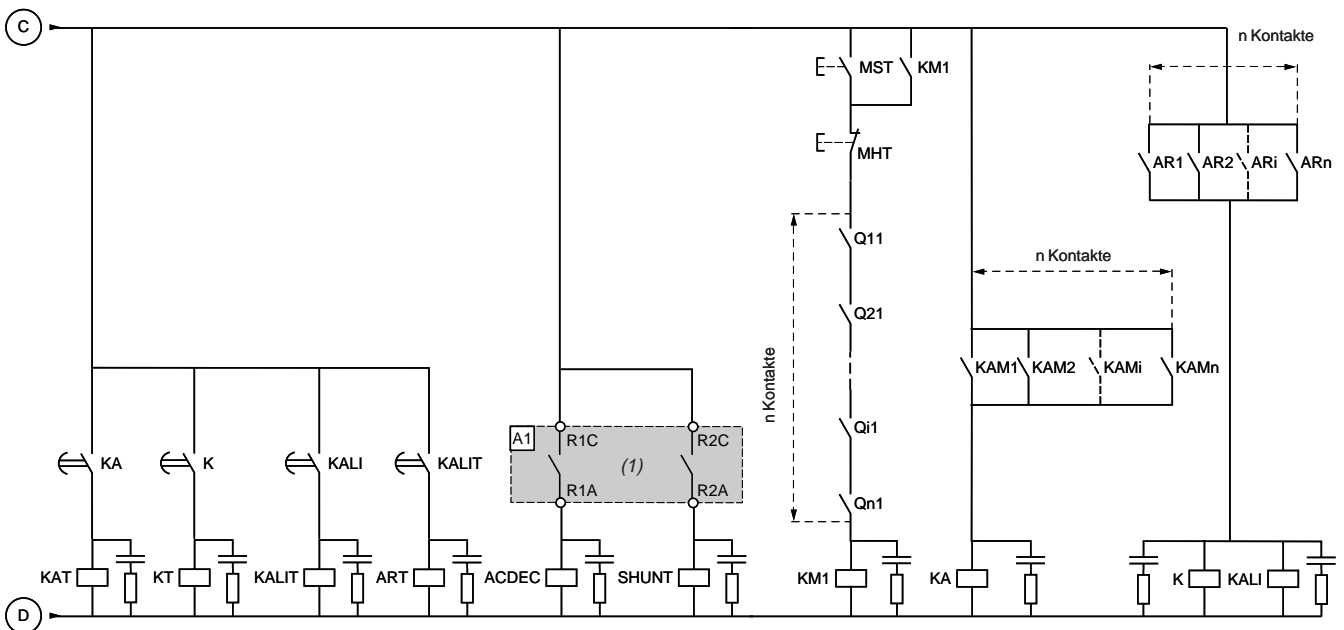 C
n Kontakte
MST
KM1
MHT
AR1
AR2
ARi
ARn
n Kontakte
Q11
n Kontakte
Q21
KAM1
KAM2
KAMi
KAMn
Qi1
Qn1
A1
R1C
R2C
(1)
R1A
R2A
KA
K
KALI
KALIT
KAT
KT
KALIT
ART
ACDEC
SHUNT
KM1
KA
K
KALI
D